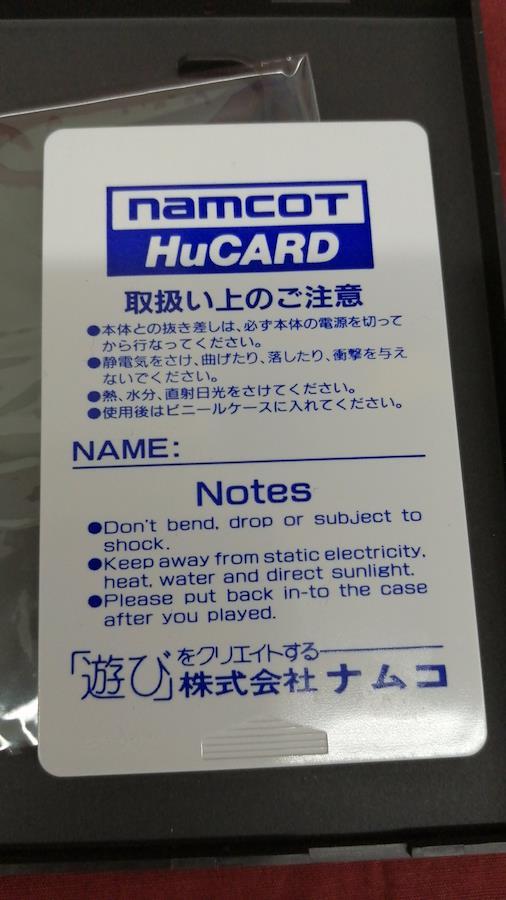 namcoT
HuCARD
取扱い上のご注意
●本体との抜き差しは、必ず本体の電源を切って
から行なってください。
●静電気をさけ、曲げたり、落したり、衝撃を与え
ないでください。
●熱、水分、直射日光をさけてください。
●使用後はビニールケースに入れてください。
NAME:
Notes
●Don't bend, drop or subject to
shock.
●Keep away from static electricity,
heat, water and direct sunlight.
●Please put back in-to the case
after you played.
「遊び」をクリエイトする——
株式会社ナムコ